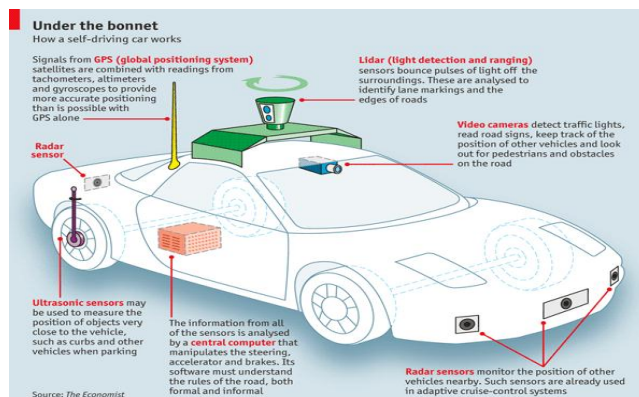 Under the bonnet
How a self-driving car works
Signals from GPS (global positioning system)
satellites are combined with readings from
tachometers, altimeters
and gyroscopes to provide
more accurate positioning
than is possible with
GPS alone
Radar
sensor
Lidar (light detection and ranging)
sensors bounce pulses of light off the
surroundings. These are analysed to
identify lane markings and the
edges of roads
Video cameras detect traffic lights,
read road signs, keep track of the
position of other vehicles and look
out for pedestrians and obstacles
on the road
Ultrasonic sensors may
be used to measure the
position of objects very
close to the vehicle,
such as curbs and other
vehicles when parking
The information from all
of the sensors is analysed
by a central computer that
manipulates the steering,
accelerator and brakes. Its
software must understand
the rules of the road, both
formal and informal
Radar sensors monitor the position of other
vehicles nearby. Such sensors are already used
in adaptive cruise-control systems
Source: The Economist